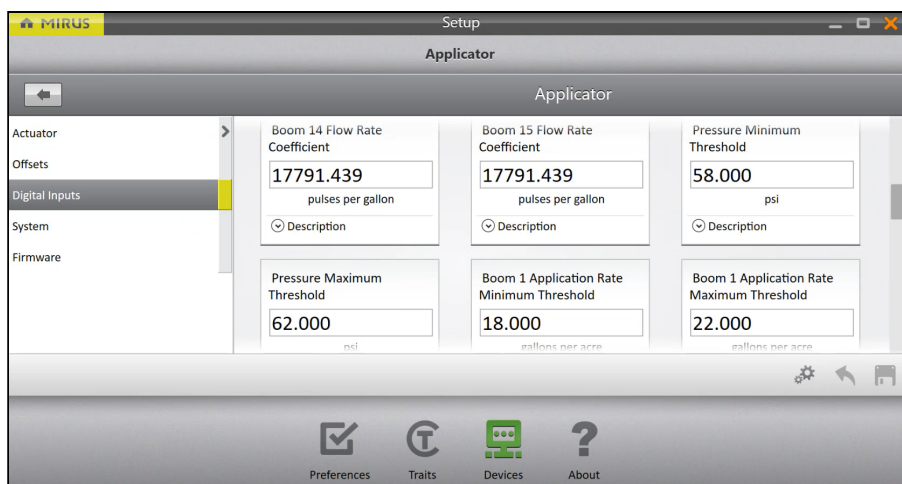 MIRUS
Setup
Applicator
Applicator
Actuator
Offsets
Digital Inputs
System
Firmware
Boom 14 Flow Rate
Coefficient
17791.439
pulses per gallon
Description
Boom 15 Flow Rate
Coefficient
17791.439
pulses per gallon
Description
Pressure Minimum
Threshold
58.000
psi
Description
Pressure Maximum
Threshold
62.000
psi
Boom 1 Application Rate
Minimum Threshold
18.000
gallons per acre
Boom 1 Application Rate
Maximum Threshold
22.000
gallons per acre
Preferences
Traits
Devices
About